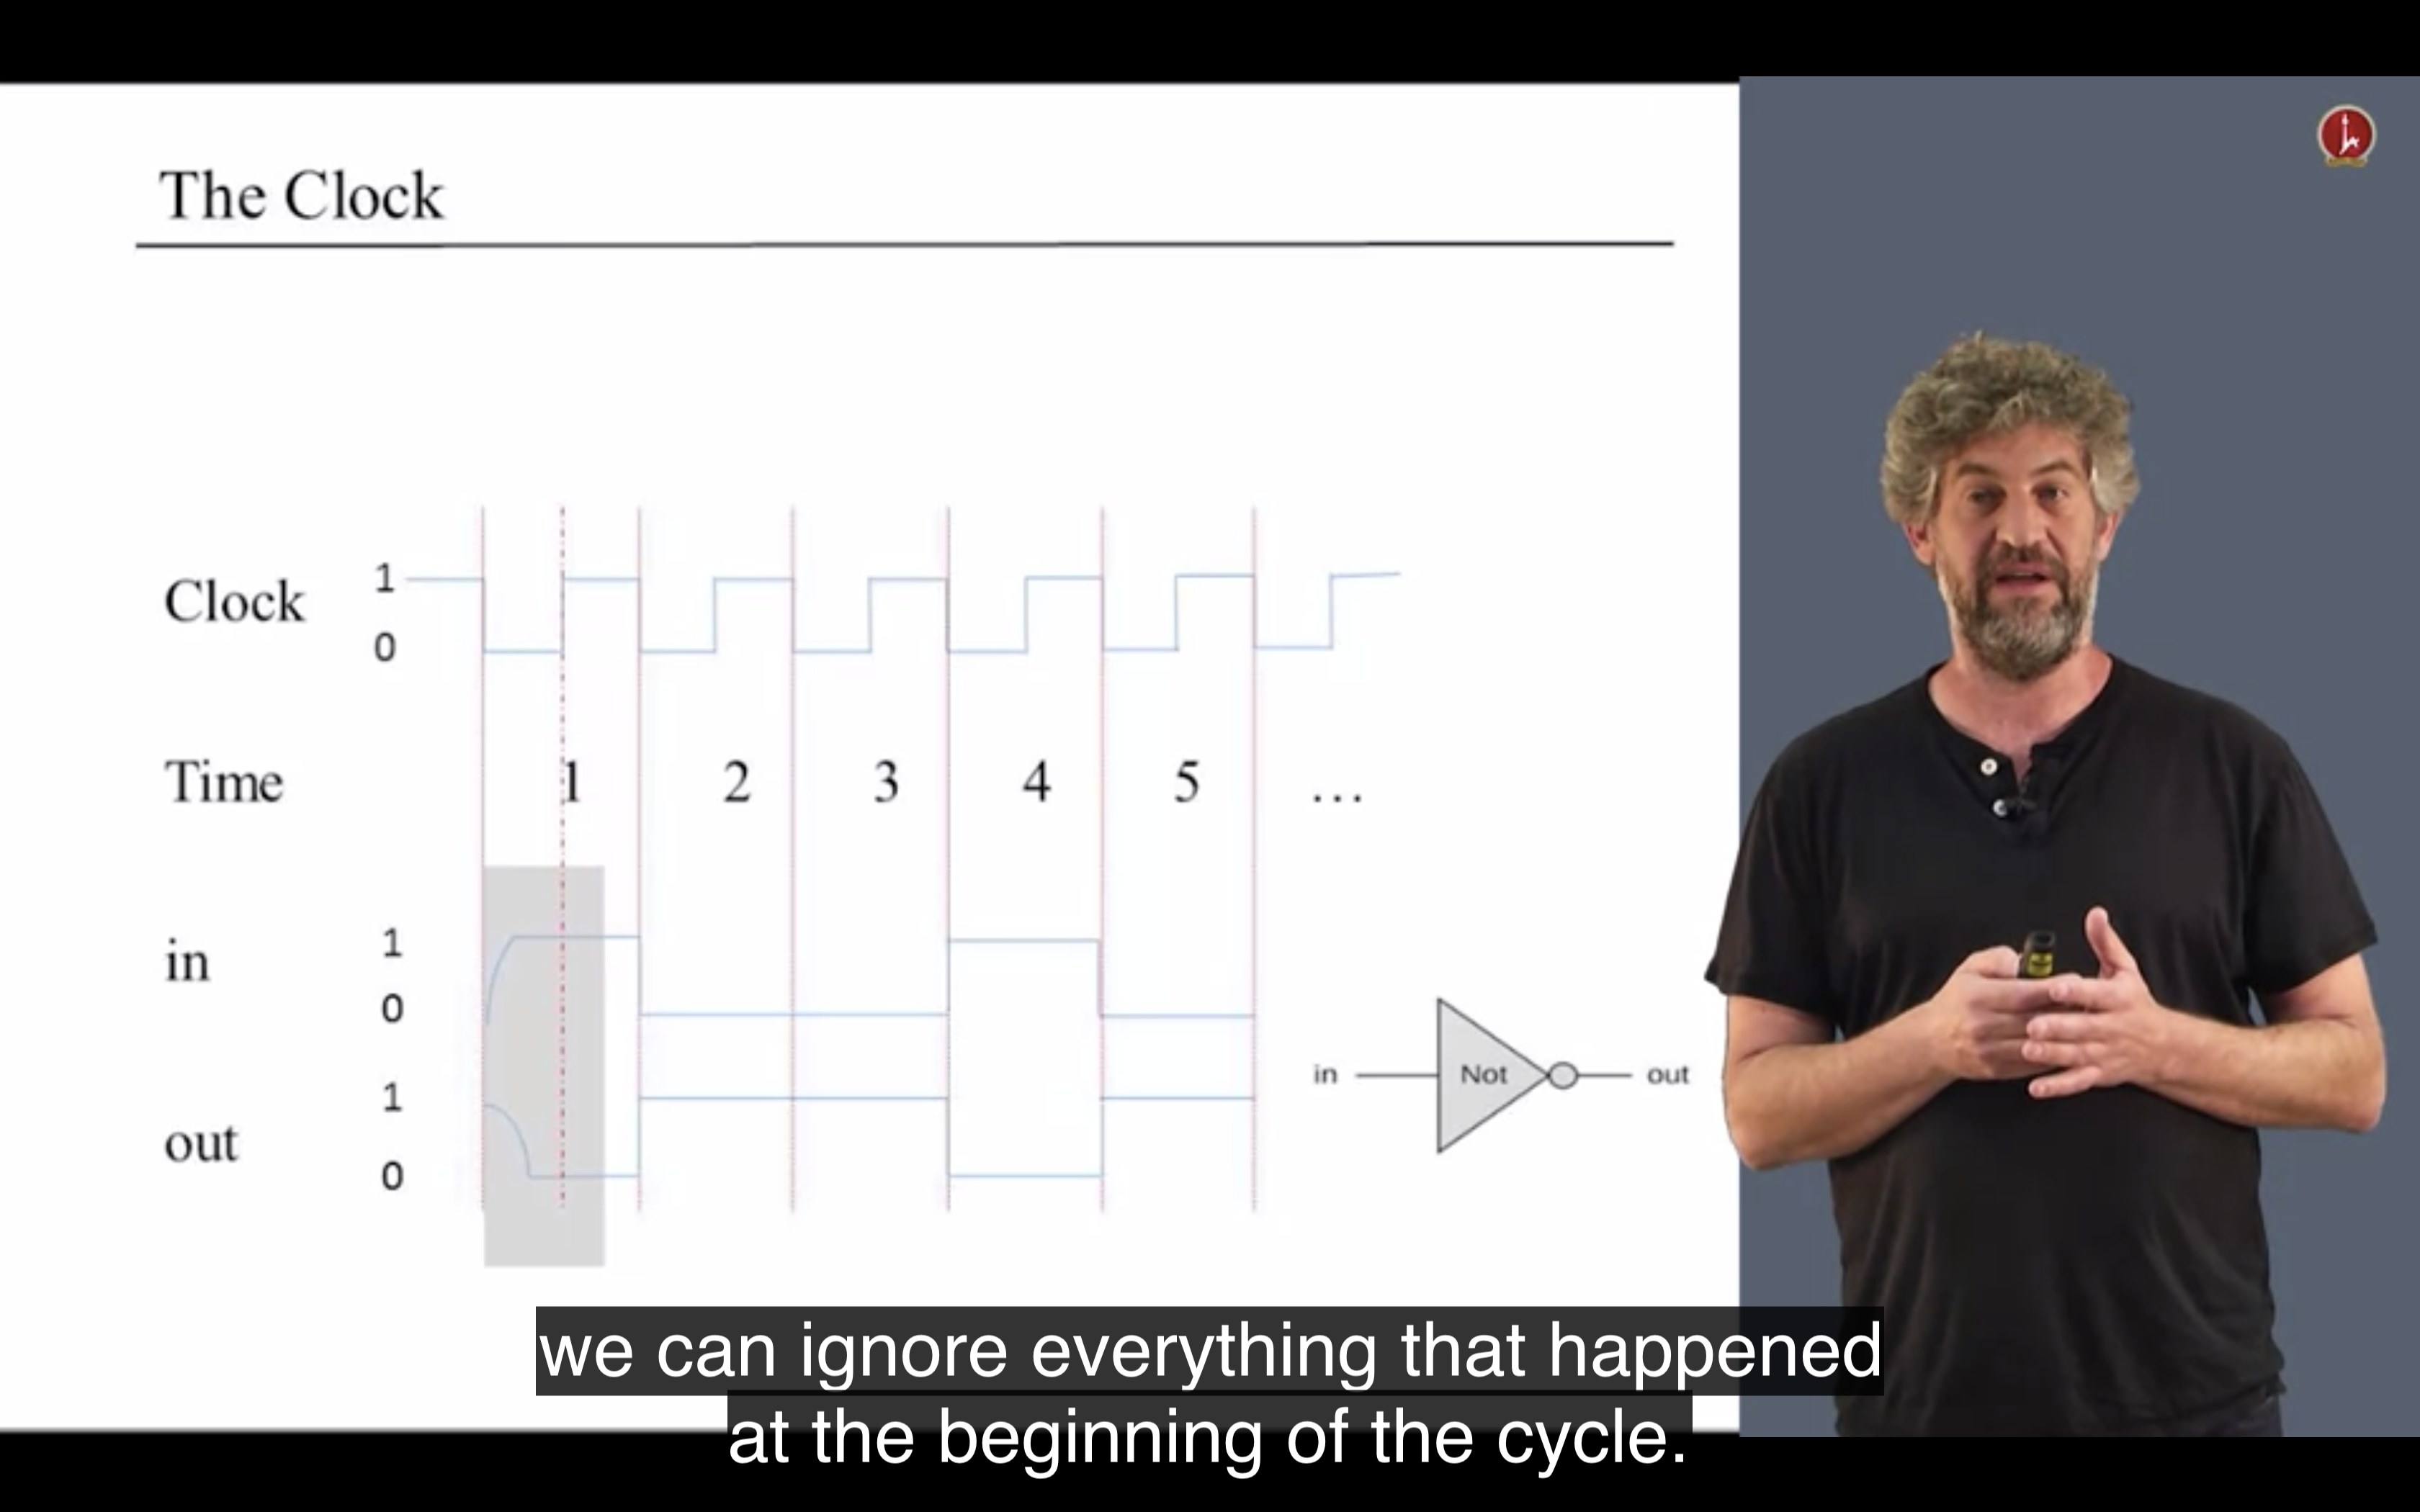 The Clock
Clock 1 0
Time 1 2 3 4 5 ...
in 1 0
out 1 0
in Not out
we can ignore everything that happened
at the beginning of the cycle.